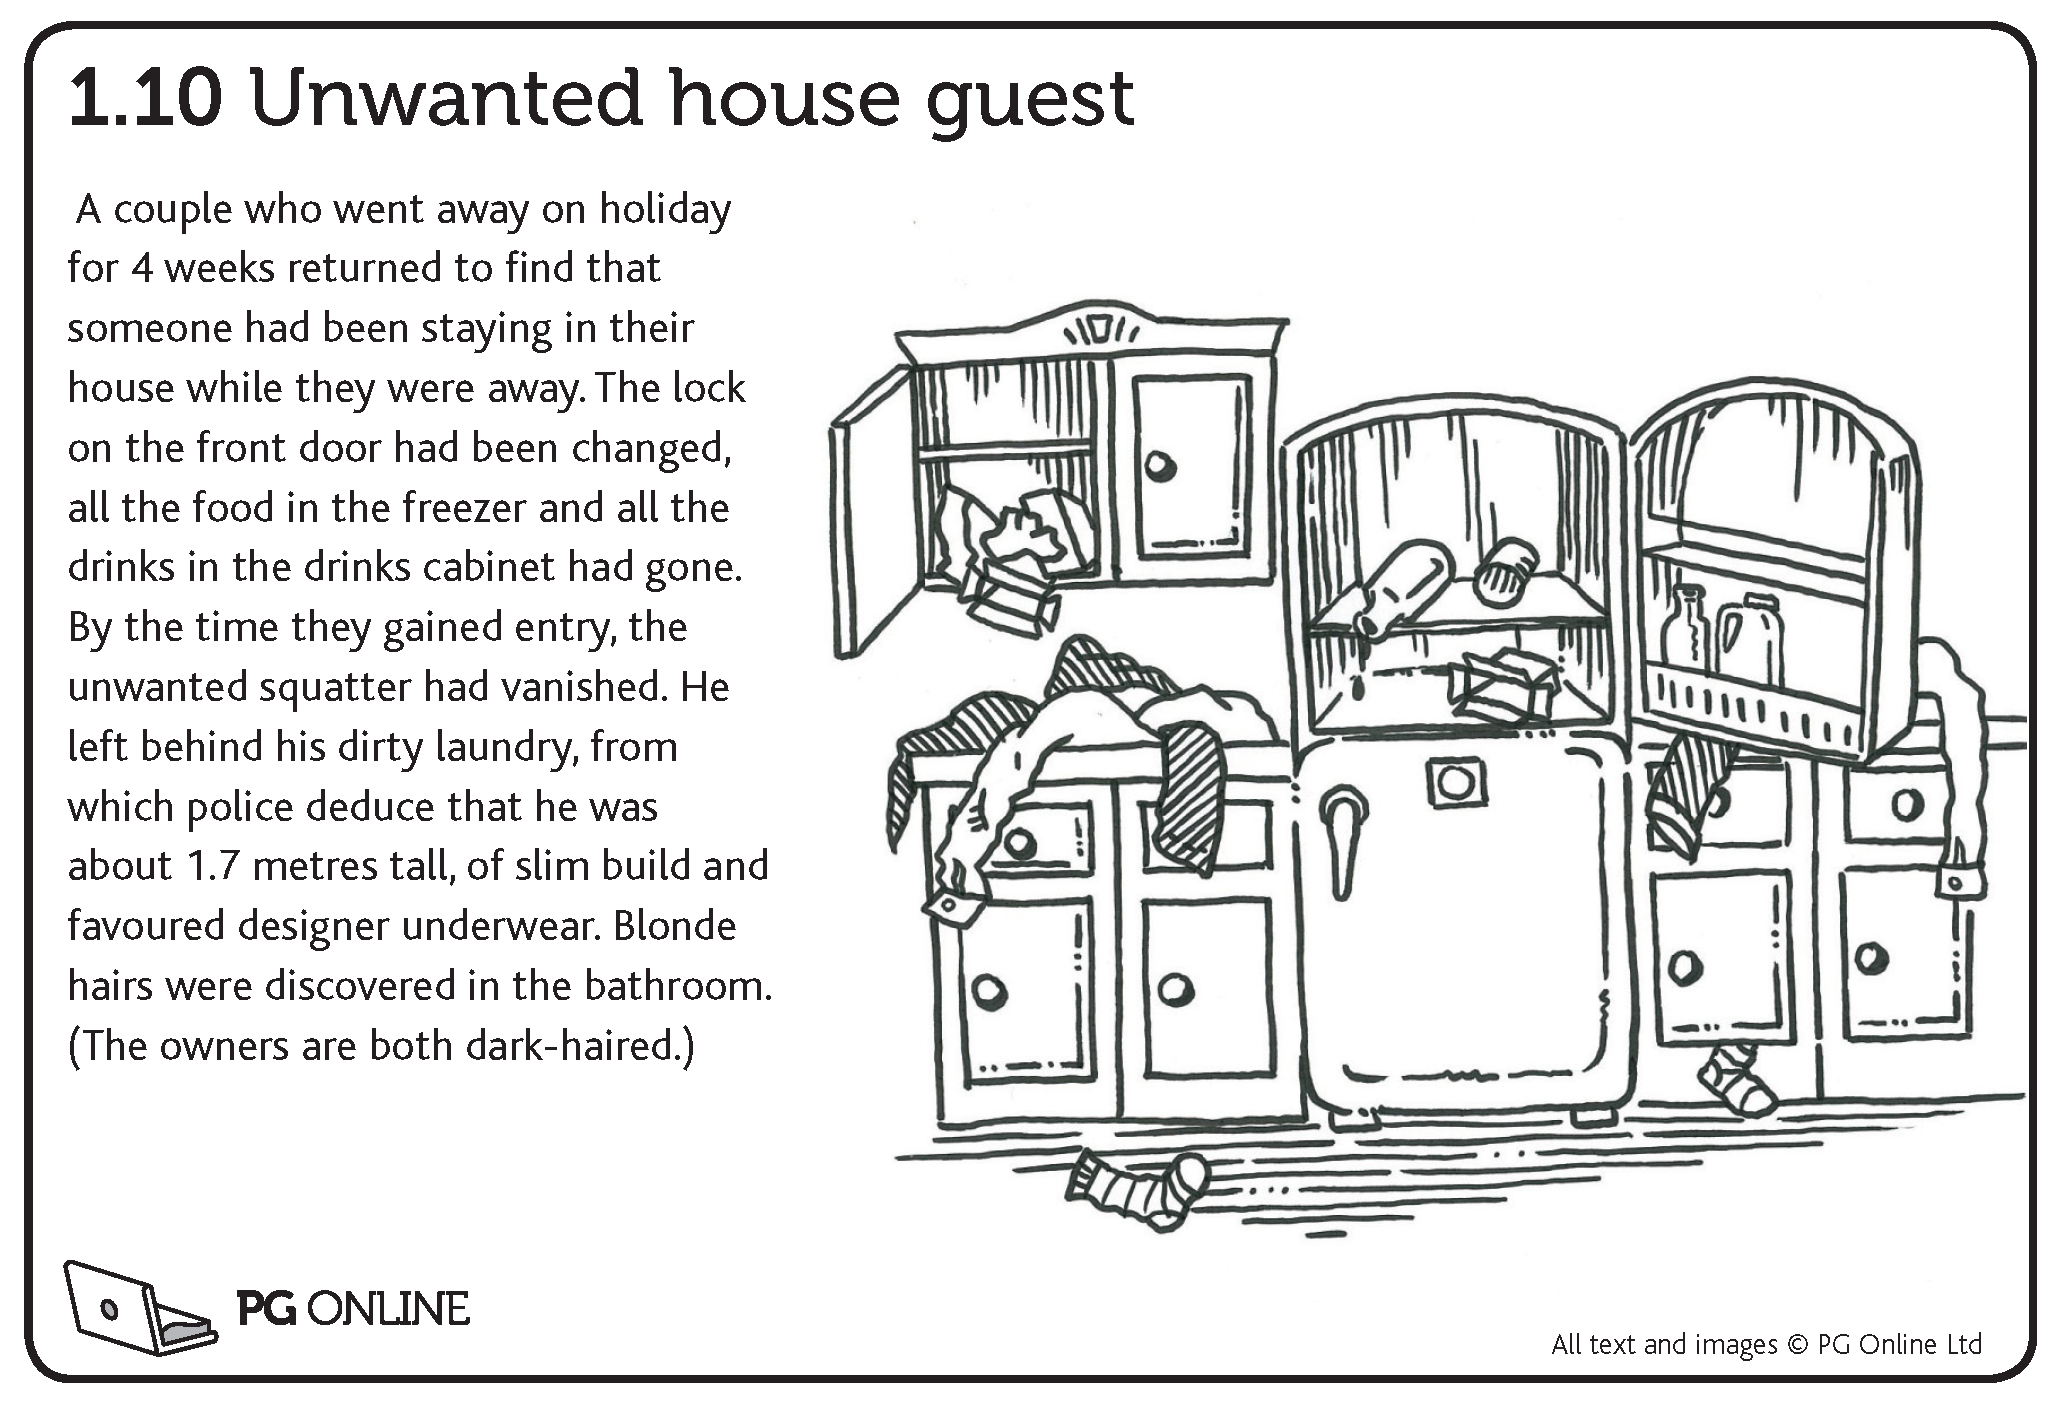 1.10 Unwanted house guest
A couple who went away on holiday
for 4 weeks returned to find that
someone had been staying in their
house while they were away. The lock
on the front door had been changed,
all the food in the freezer and all the
drinks in the drinks cabinet had gone.
By the time they gained entry, the
unwanted squatter had vanished. He
left behind his dirty laundry, from
which police deduce that he was
about 1.7 metres tall, of slim build and
favoured designer underwear. Blonde
hairs were discovered in the bathroom.
(The owners are both dark-haired.)
PG ONLINE
All text and images © PG Online Ltd